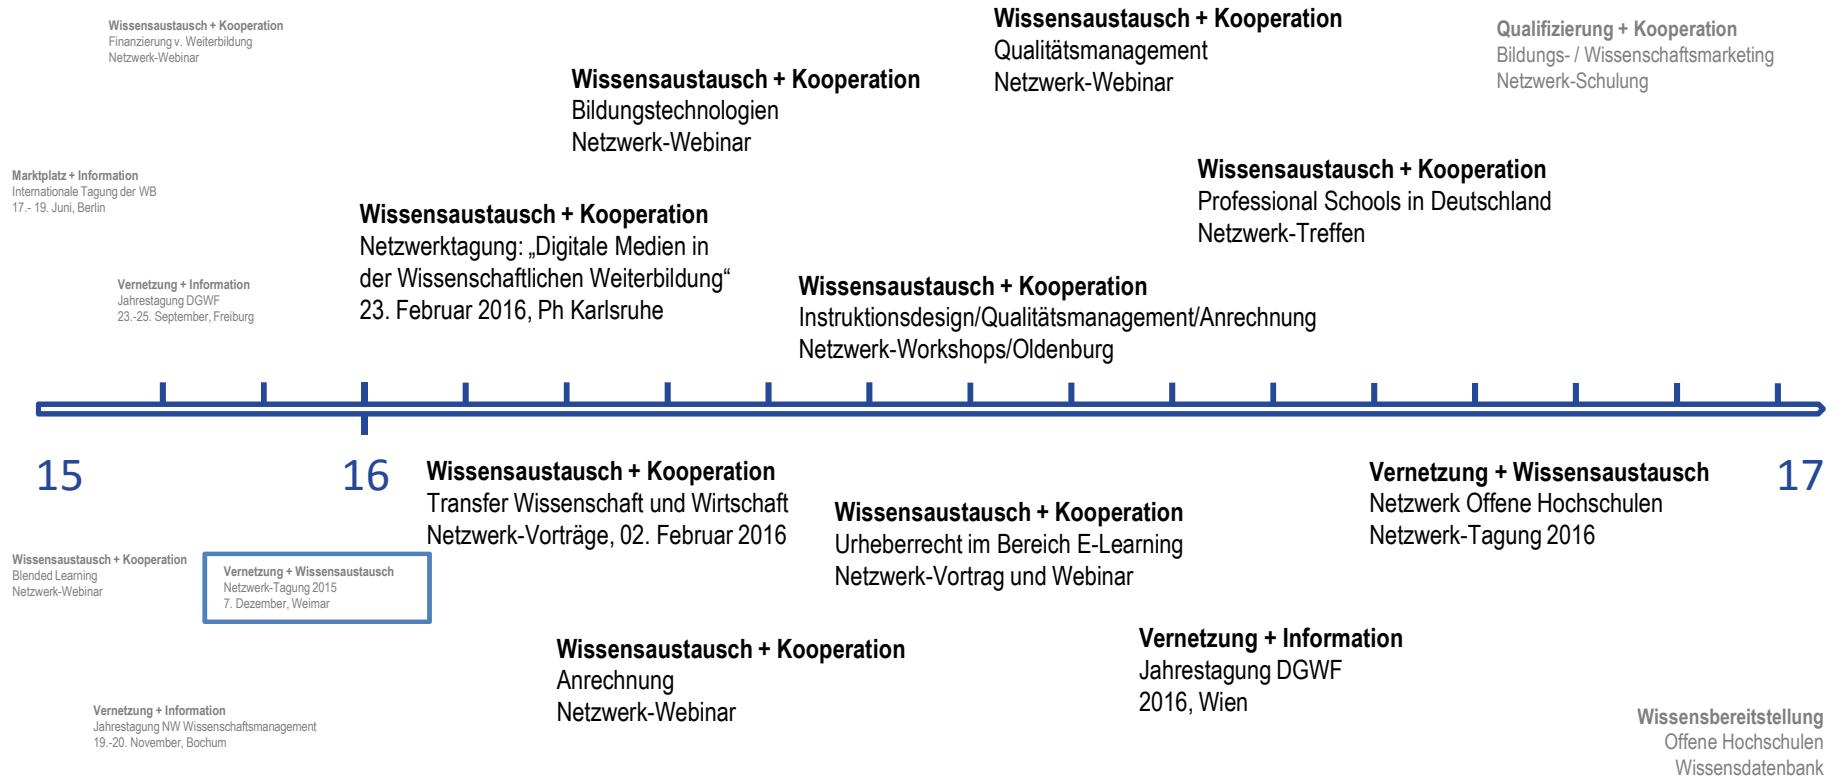 Wissensaustausch + Kooperation
Finanzierung v. Weiterbildung
Netzwerk-Webinar
Wissensaustausch + Kooperation
Bildungstechnologien
Netzwerk-Webinar
Wissensaustausch + Kooperation
Qualitätsmanagement
Netzwerk-Webinar
Qualifizierung + Kooperation
Bildungs- / Wissenschaftsmarketing
Netzwerk-Schulung
Marktplatz + Information
Internationale Tagung der WB
17.- 19. Juni, Berlin
Wissensaustausch + Kooperation
Netzwerktagung: „Digitale Medien in
der Wissenschaftlichen Weiterbildung“
23. Februar 2016, Ph Karlsruhe
Wissensaustausch + Kooperation
Professional Schools in Deutschland
Netzwerk-Treffen
Vernetzung + Information
Jahrestagung DGWF
23.-25. September, Freiburg
Wissensaustausch + Kooperation
Instruktionsdesign/Qualitätsmanagement/Anrechnung
Netzwerk-Workshops/Oldenburg
15
16
17
Wissensaustausch + Kooperation
Transfer Wissenschaft und Wirtschaft
Netzwerk-Vorträge, 02. Februar 2016
Wissensaustausch + Kooperation
Urheberrecht im Bereich E-Learning
Netzwerk-Vortrag und Webinar
Vernetzung + Wissensaustausch
Netzwerk Offene Hochschulen
Netzwerk-Tagung 2016
Wissensaustausch + Kooperation
Blended Learning
Netzwerk-Webinar
Vernetzung + Wissensaustausch
Netzwerk-Tagung 2015
7. Dezember, Weimar
Wissensaustausch + Kooperation
Anrechnung
Netzwerk-Webinar
Vernetzung + Information
Jahrestagung DGWF
2016, Wien
Vernetzung + Information
Jahrestagung NW Wissenschaftsmanagement
19.-20. November, Bochum
Wissensbereitstellung
Offene Hochschulen
Wissensdatenbank